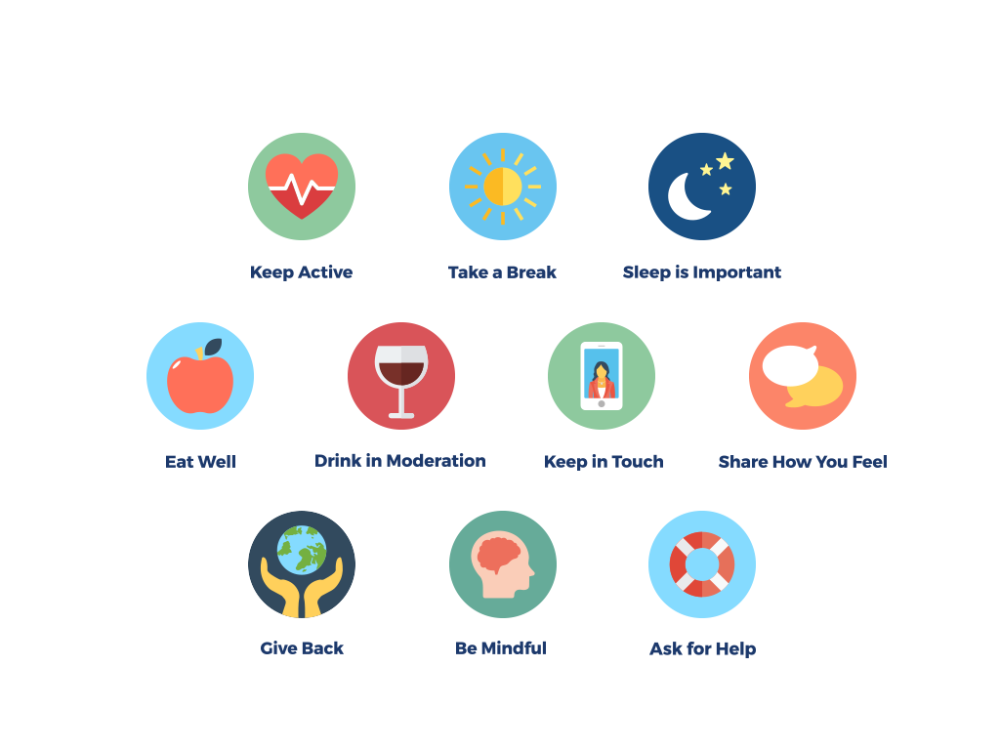 Keep Active
Take a Break
Sleep is Important
Eat Well
Drink in Moderation
Keep in Touch
Share How You Feel
Give Back
Be Mindful
Ask for Help